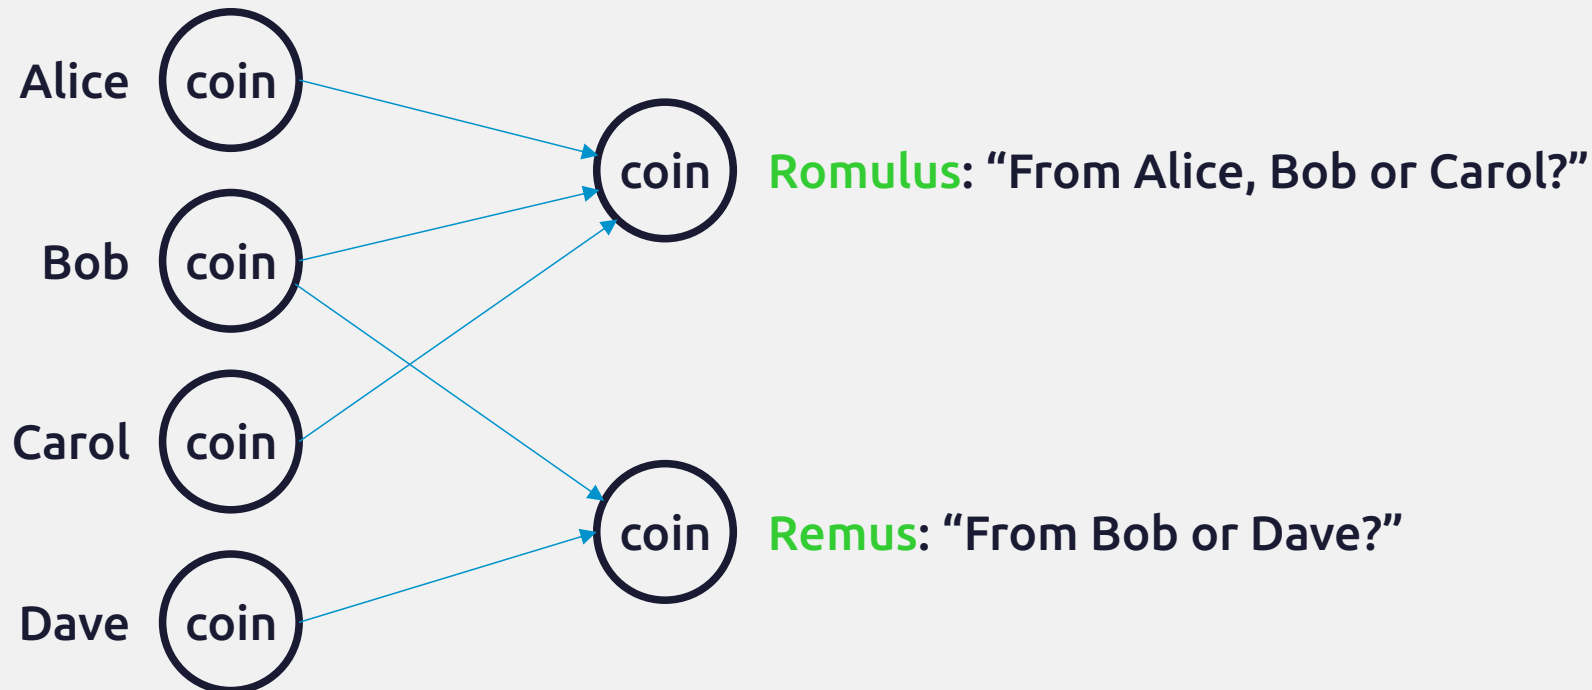 Alice coin
coin Romulus: “From Alice, Bob or Carol?”
Bob coin
Carol coin
coin Remus: “From Bob or Dave?”
Dave coin